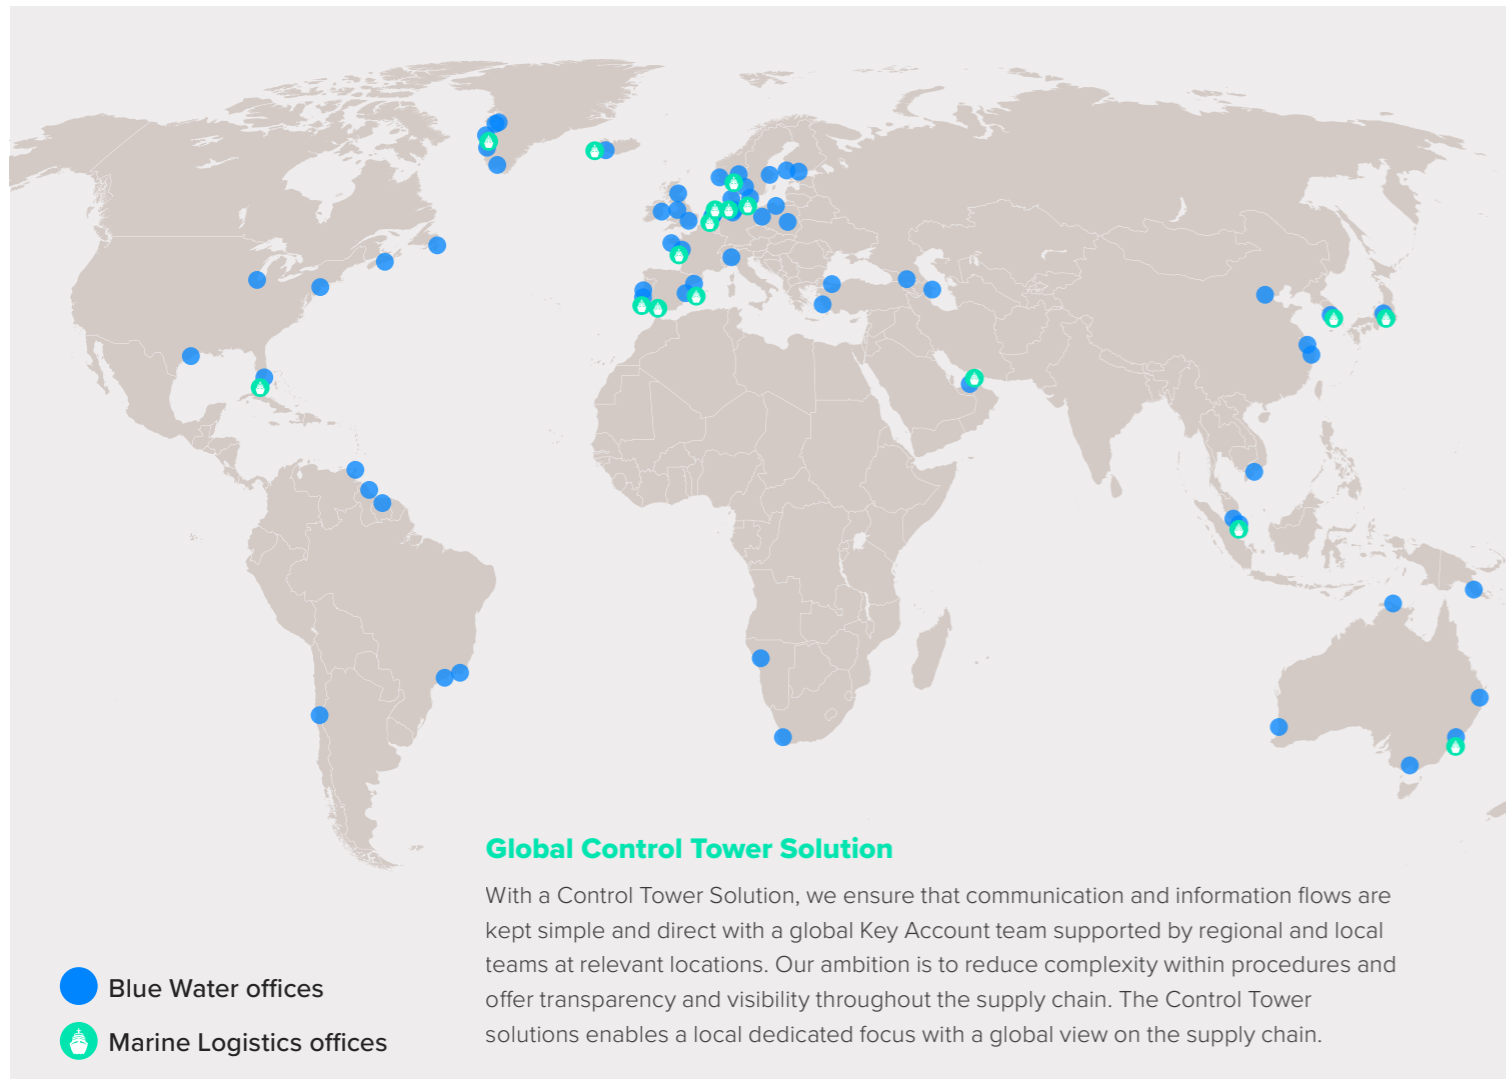 Global Control Tower Solution
With a Control Tower Solution, we ensure that communication and information flows are
kept simple and direct with a global Key Account team supported by regional and local
teams at relevant locations. Our ambition is to reduce complexity within procedures and
offer transparency and visibility throughout the supply chain. The Control Tower
solutions enables a local dedicated focus with a global view on the supply chain.
Blue Water offices
Marine Logistics offices